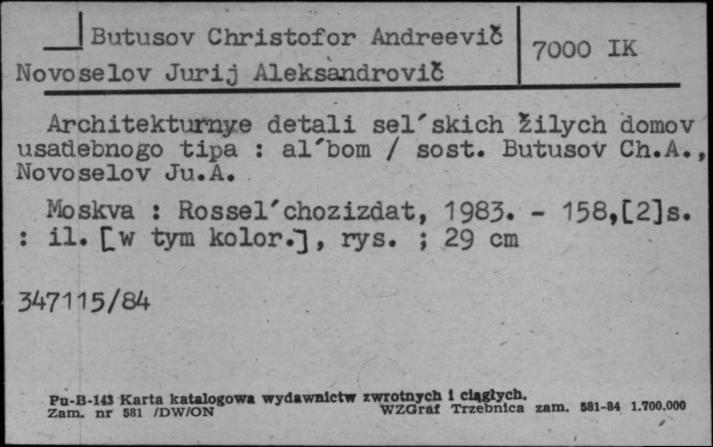 Butusov Christofor Andreevič
7000 IK
Novoselov Jurij Aleksandrovič
Architekturnye detali sel′skich žilych domov
usadebnogo tipa : al′bom / sost. Butusov Ch.A.,
Novoselov Ju.A.
Moskva : Rossel′chozizdat, 1983. - 158,[2]s.
: il. [w tym kolor.], rys. ; 29 cm
347115/84
Pu-B-143 Karta katalogowa wydawnictw zwrotnych i ciągłych.
Zam. nr 581 /DW/ON WZGraf Trzebnica zam. 581-84 1.700.000